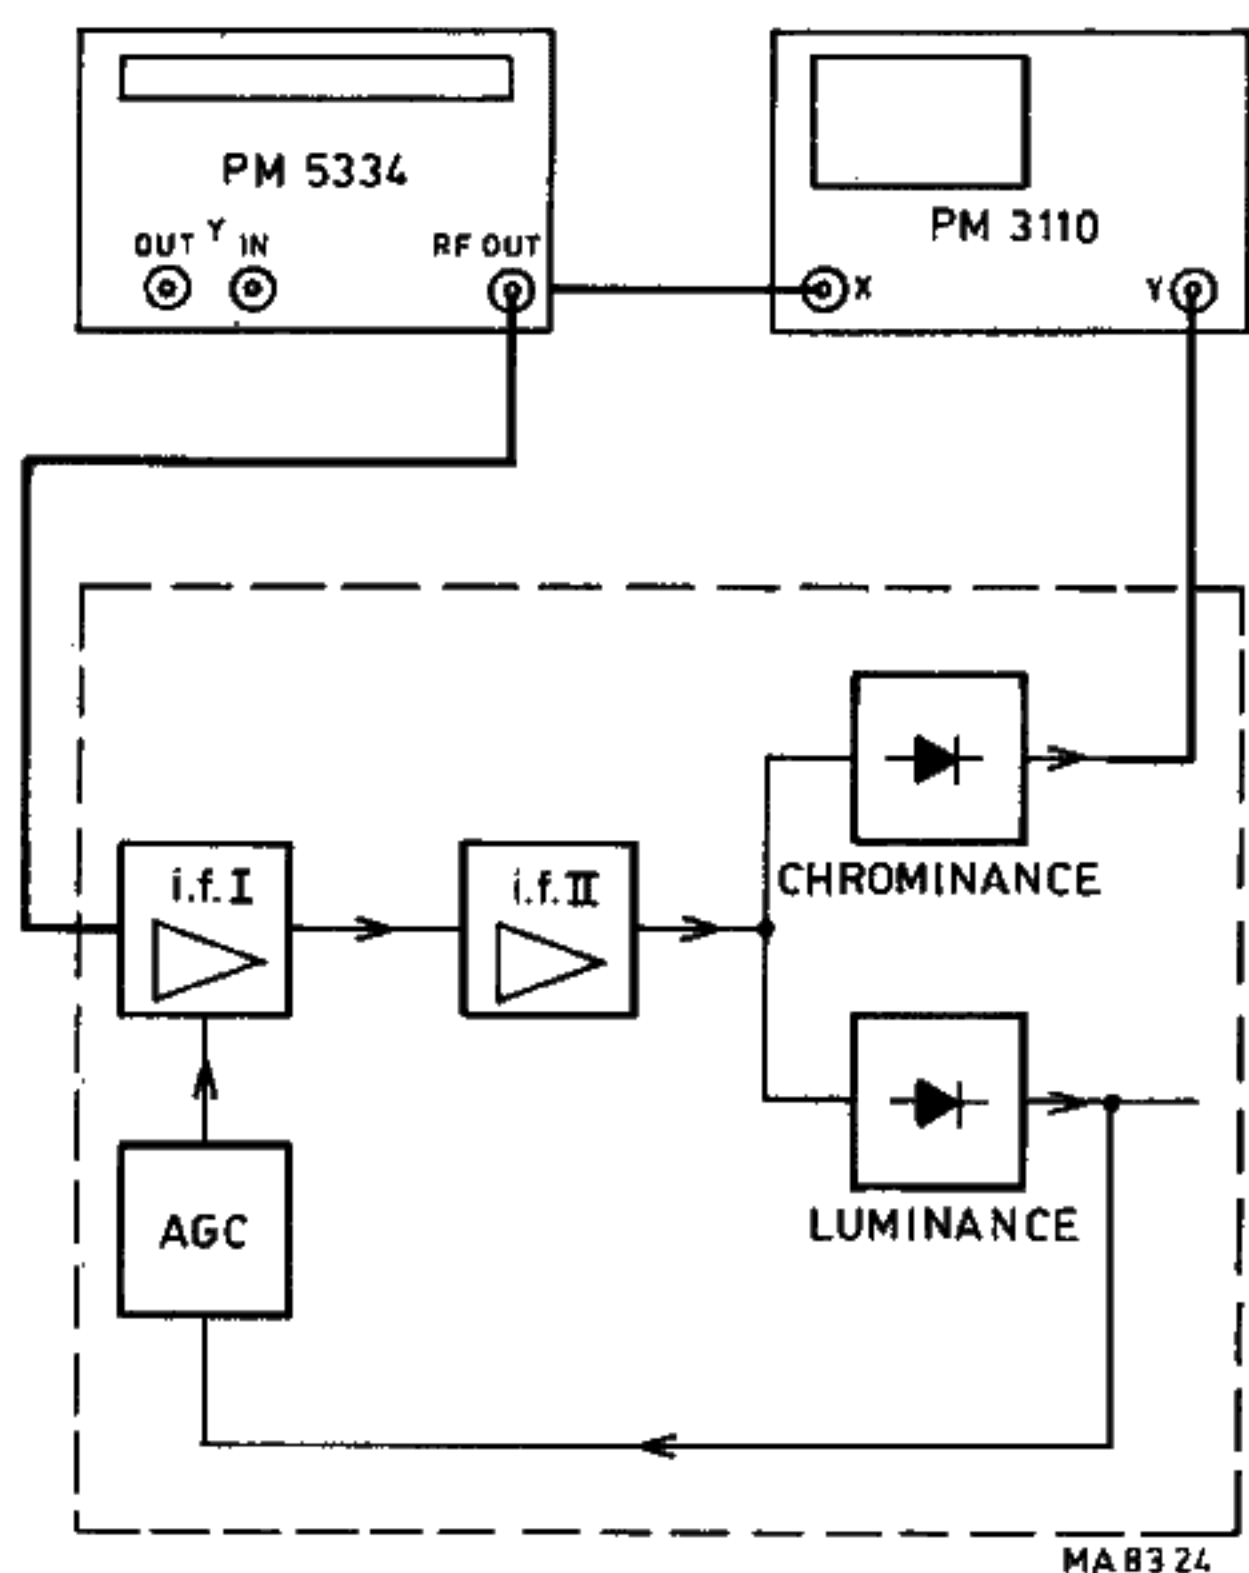 PM 5334
OUT Y IN
RF OUT
PM 3110
X
Y
i.f. I
i.f. II
CHROMINANCE
AGC
LUMINANCE
MA8324